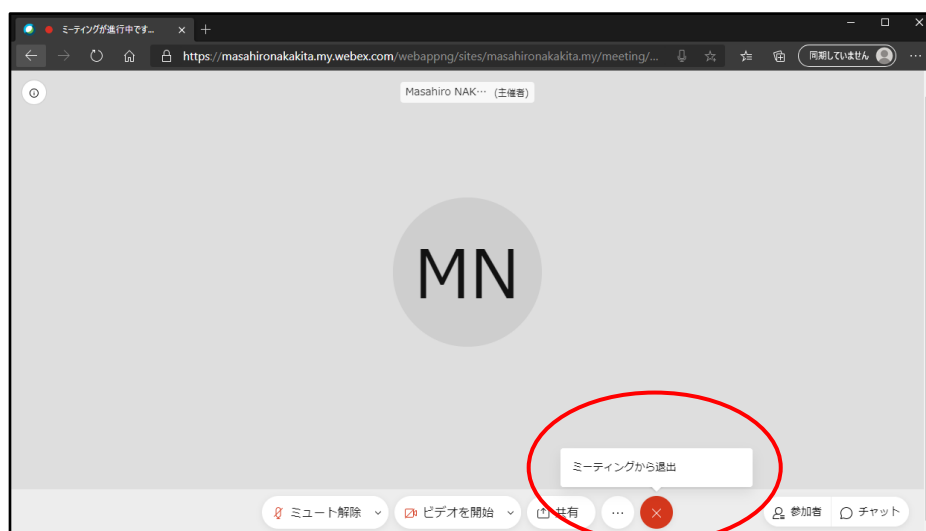 ミーティングが進行中です…
同期していません
https://masahironakakita.my.webex.com/webappng/sites/masahironakakita.my/meeting/...
Masahiro NAK… (主催者)
MN
ミーティングから退出
ミュート解除
ビデオを開始
共有
参加者
チャット